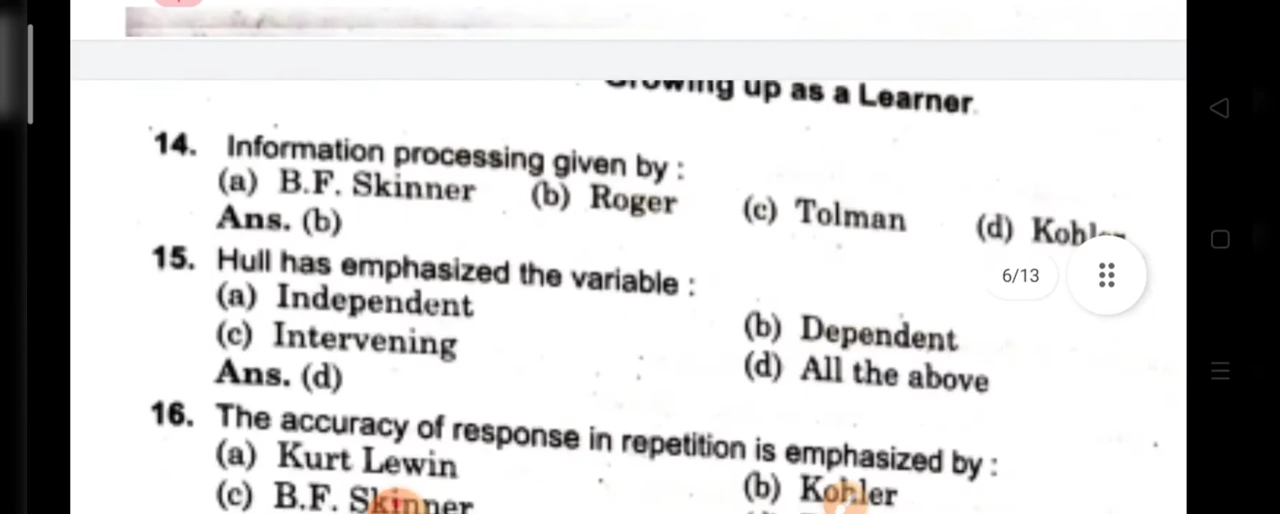 Growing up as a Learner
14. Information processing given by :
(a) B.F. Skinner (b) Roger (c) Tolman (d) Kohler
Ans. (b)
15. Hull has emphasized the variable :
(a) Independent (b) Dependent
(c) Intervening (d) All the above
Ans. (d)
6/13
16. The accuracy of response in repetition is emphasized by :
(a) Kurt Lewin (b) Kohler
(c) B.F. Skinner